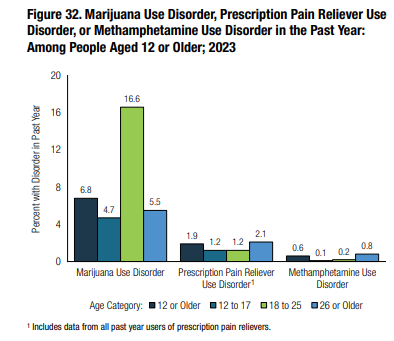 Figure 32. Marijuana Use Disorder, Prescription Pain Reliever Use
Disorder, or Methamphetamine Use Disorder in the Past Year:
Among People Aged 12 or Older; 2023
Percent with Disorder in Past Year
20
16
12
8
4
0
6.8
4.7
16.6
5.5
1.9
1.2
1.2
2.1
0.6
0.1
0.2
0.8
Marijuana Use Disorder
Prescription Pain Reliever
Use Disorder¹
Methamphetamine Use
Disorder
Age Category: 12 or Older 12 to 17 18 to 25 26 or Older
¹ Includes data from all past year users of prescription pain relievers.